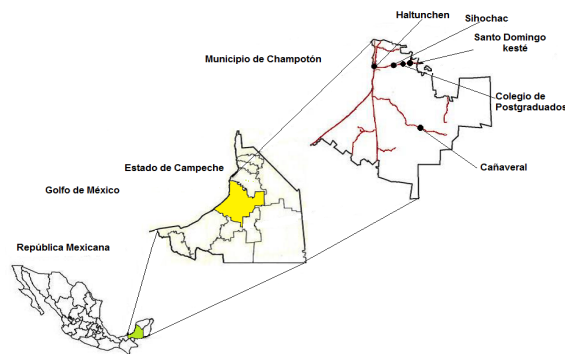 Haltunchen
Sihochac
Santo Domingo
kesté
Municipio de Champotón
Colegio de
Postgraduados
Estado de Campeche
Cañaveral
Golfo de México
República Mexicana